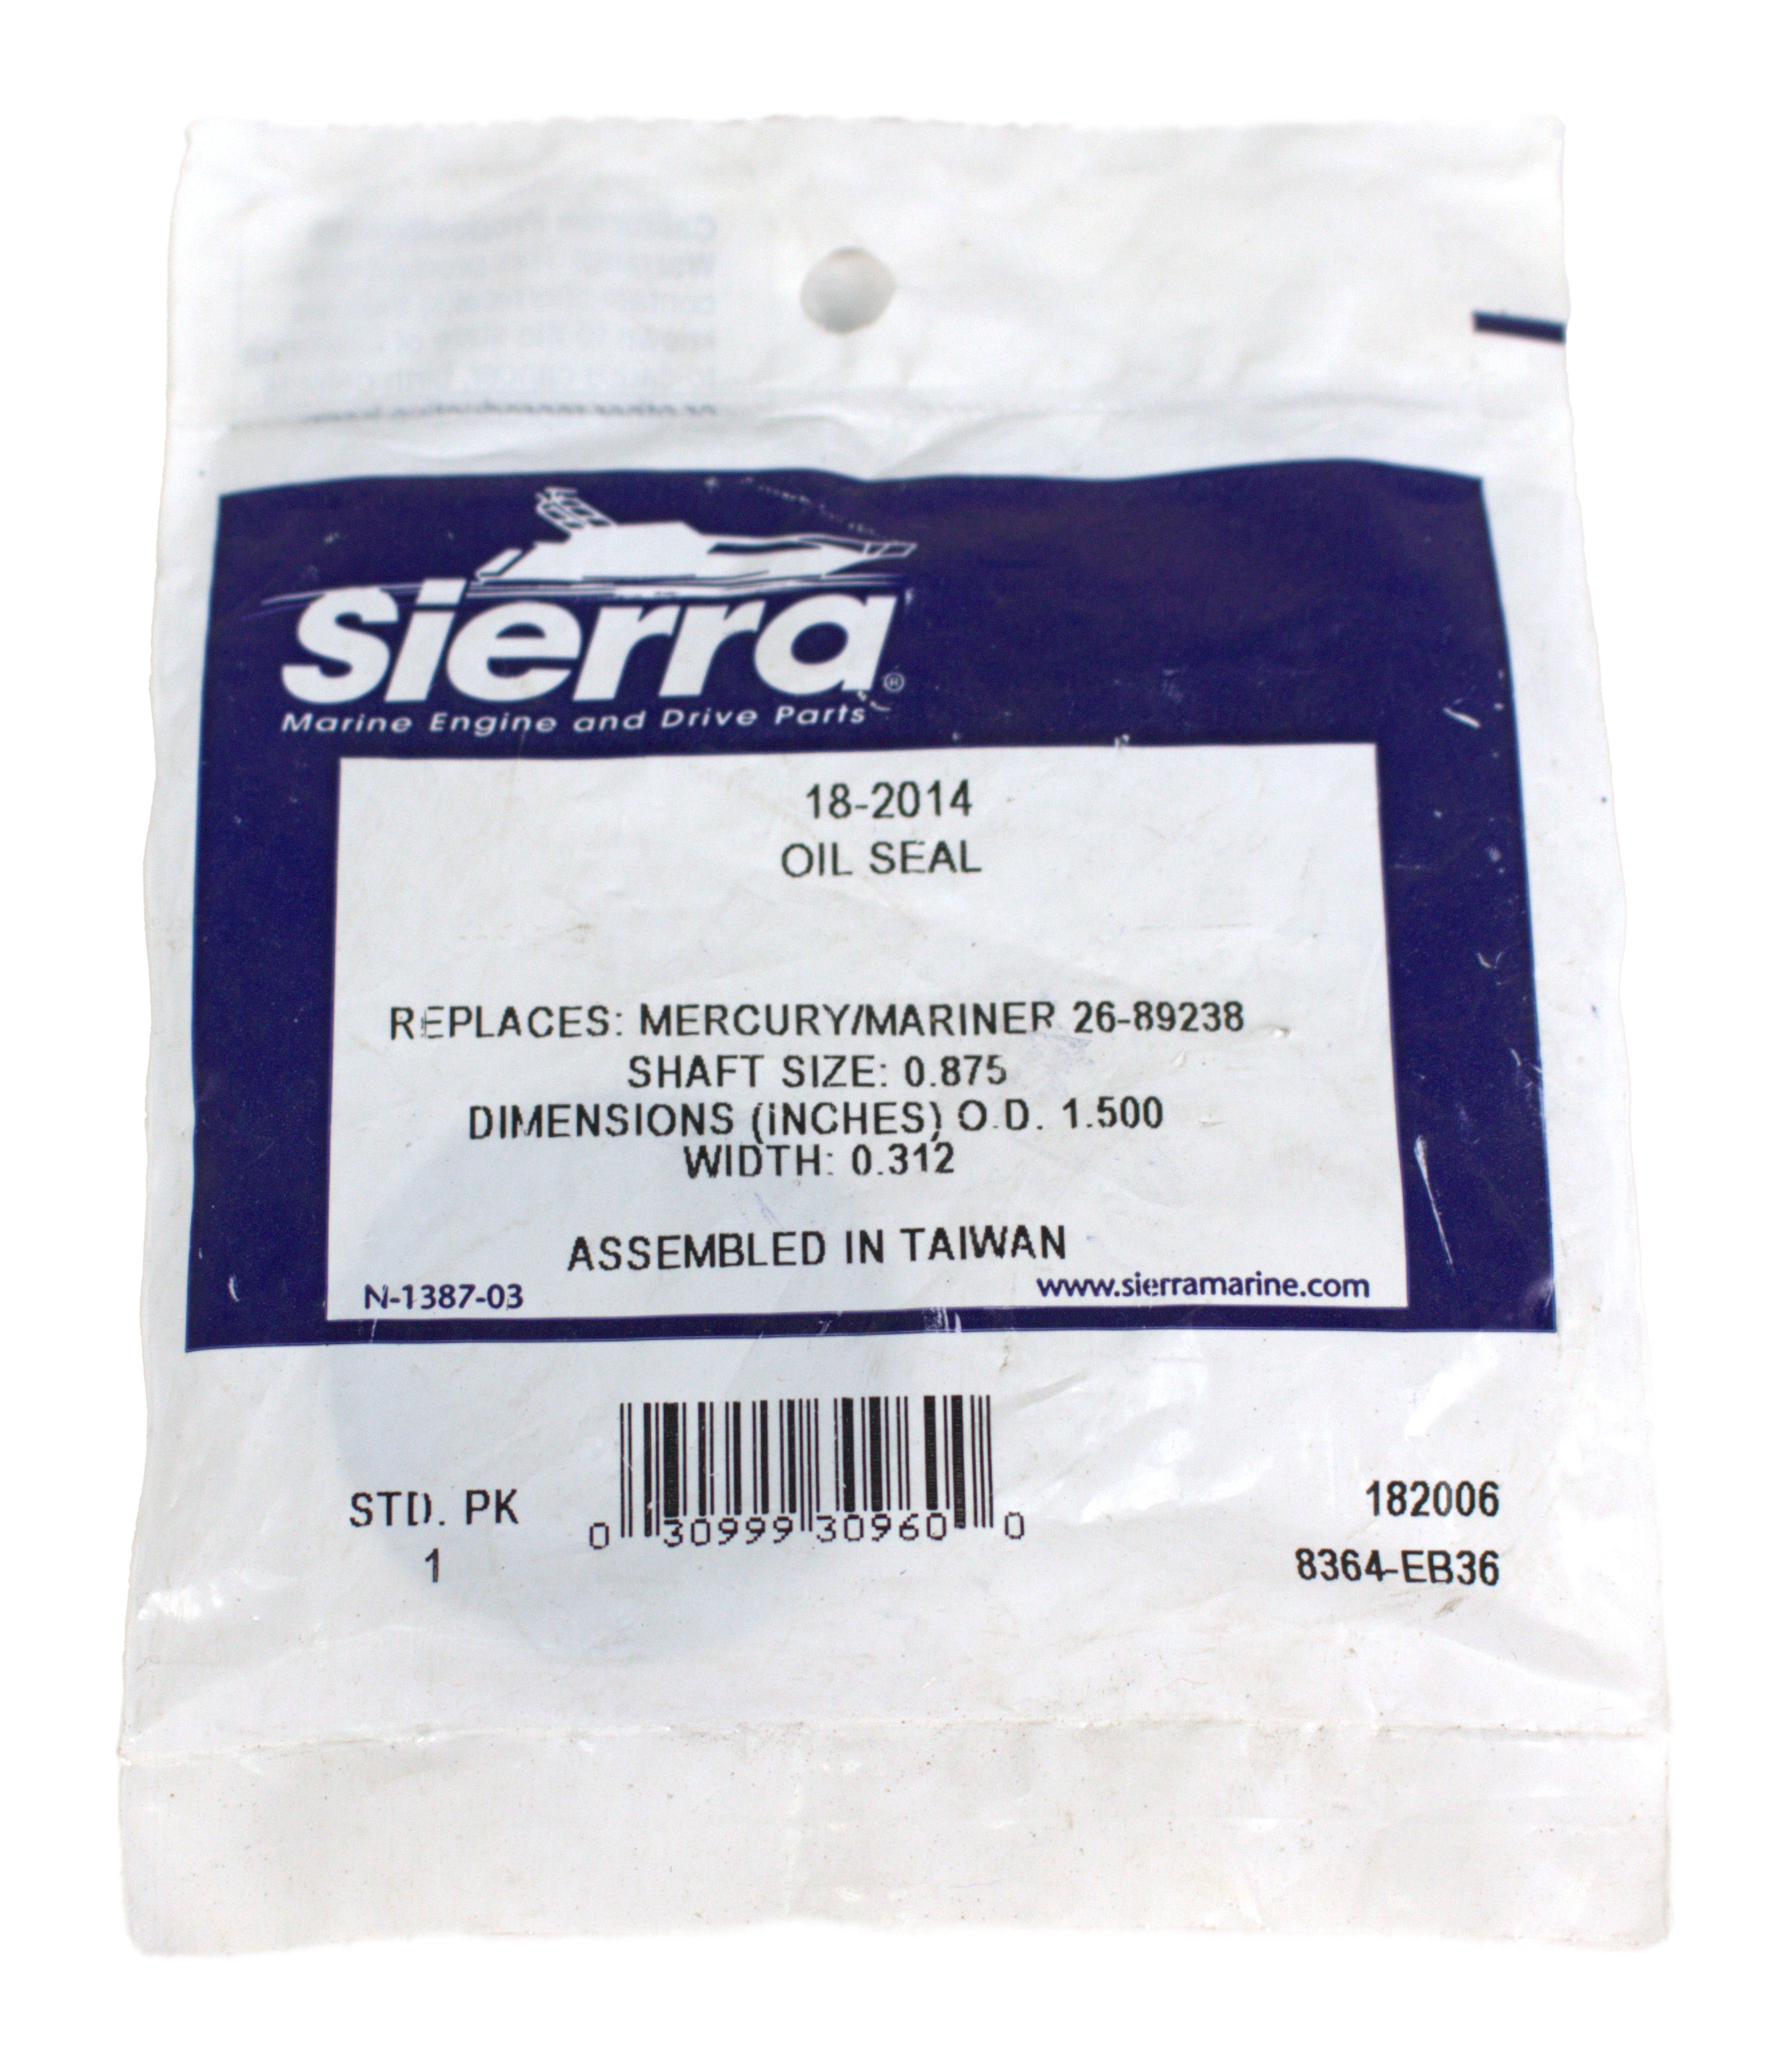 Sierra®
Marine Engine and Drive Parts
18-2014
OIL SEAL
REPLACES: MERCURY/MARINER 26-89238
SHAFT SIZE: 0.875
DIMENSIONS (INCHES) O.D. 1.500
WIDTH: 0.312
ASSEMBLED IN TAIWAN
N-1387-03 www.sierramarine.com
STD. PK
1
0 30999 30960 0
182006
8364-EB36